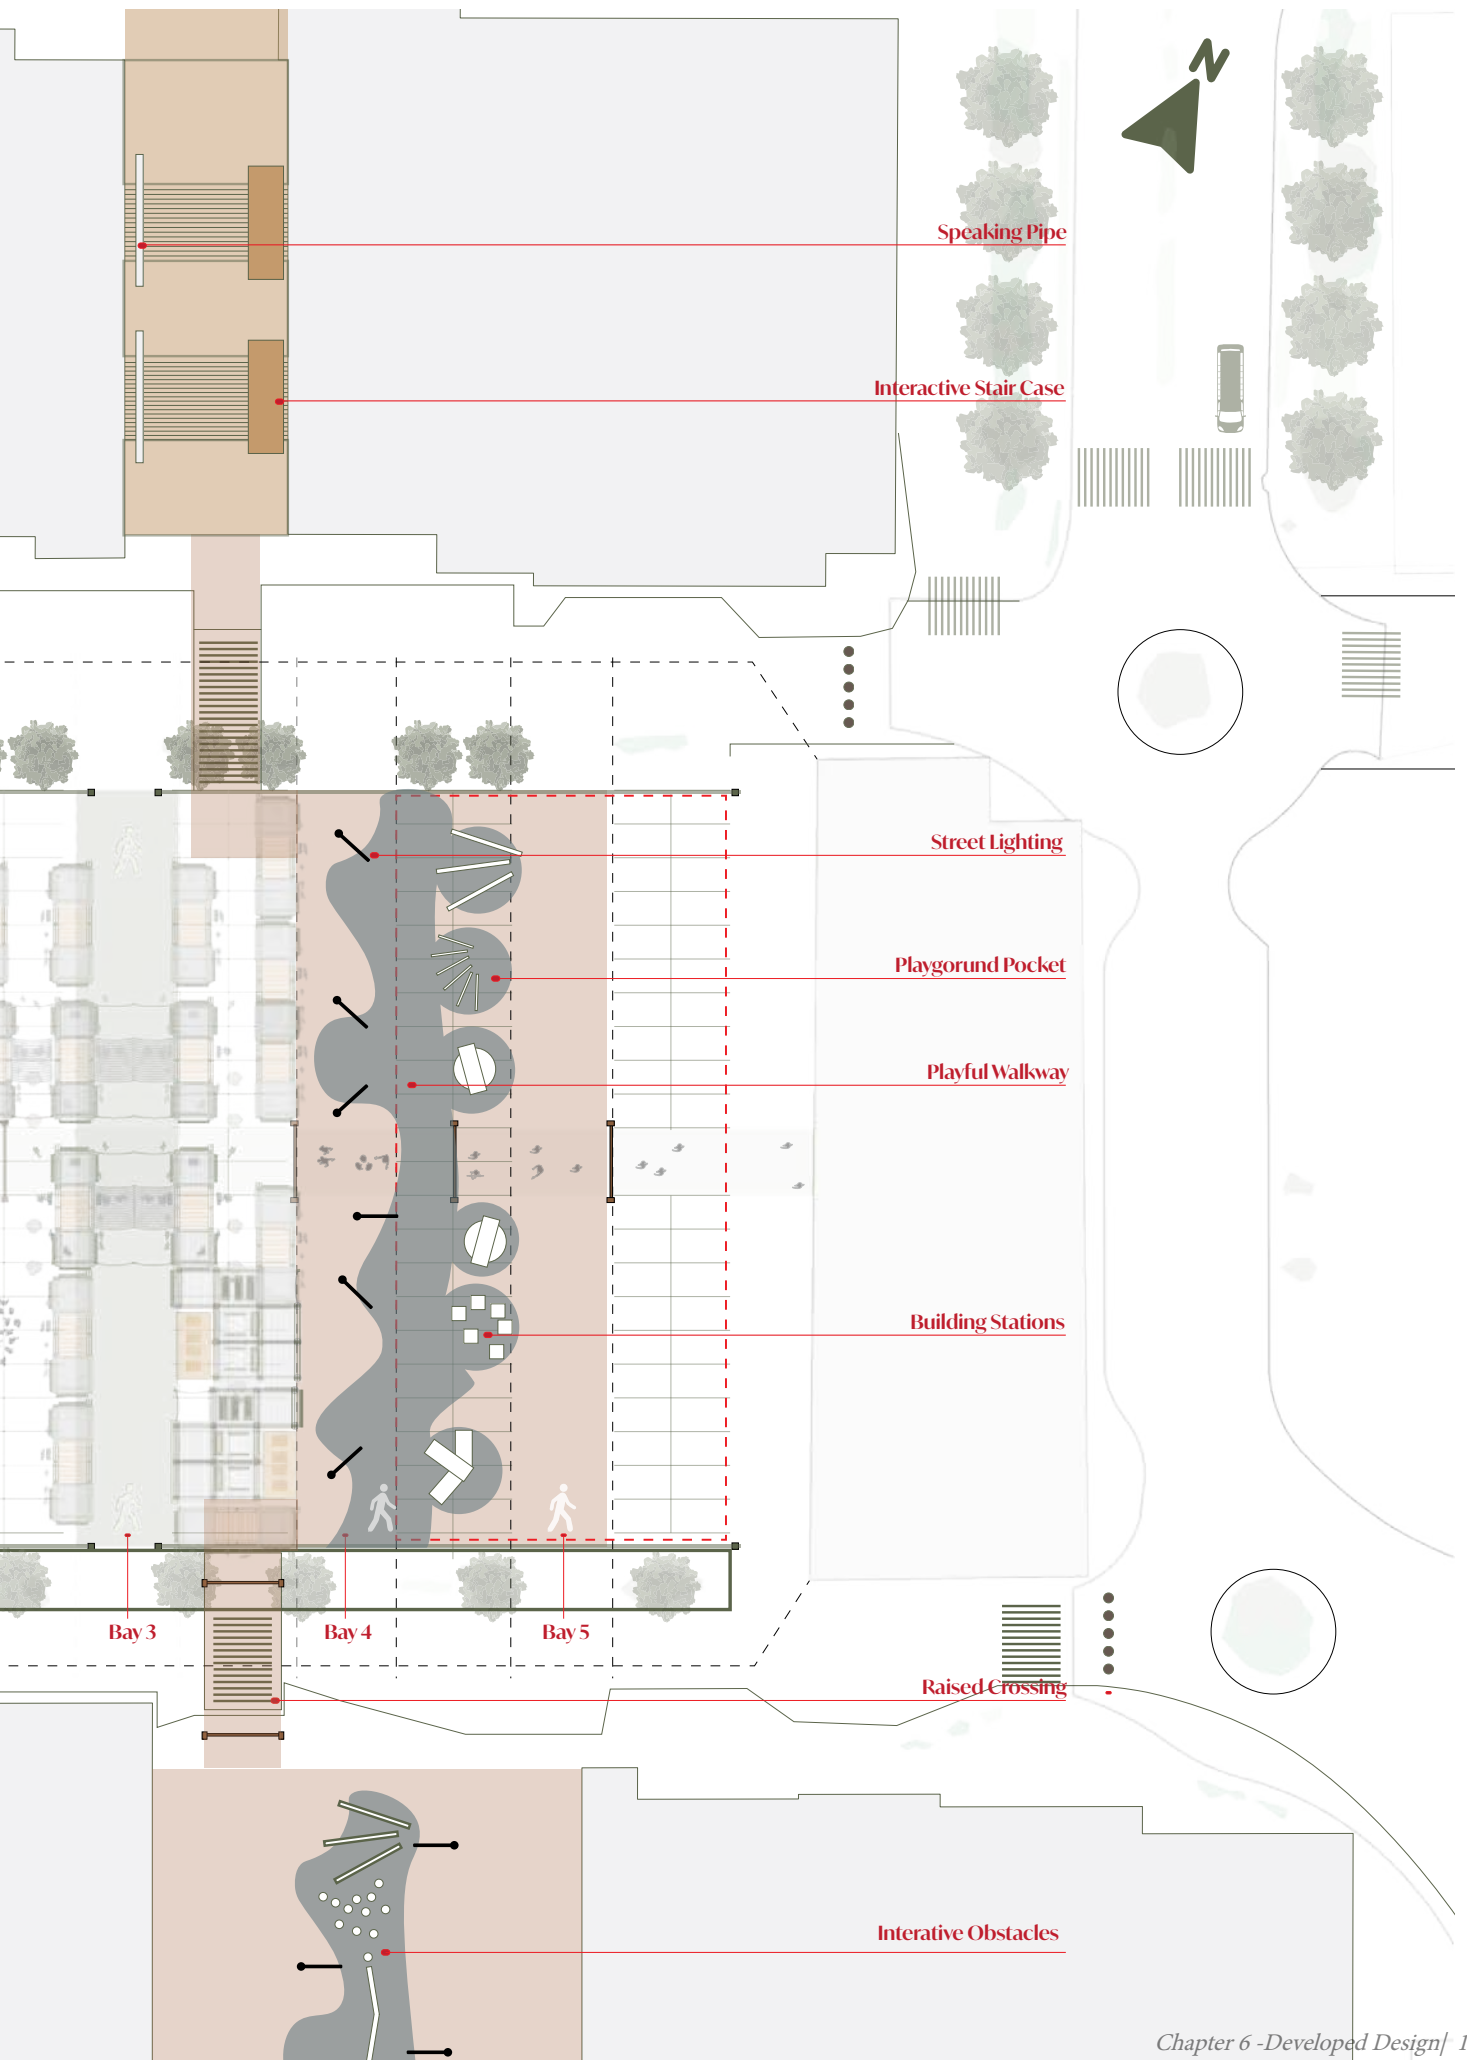 N
Speaking Pipe
Interactive Stair Case
Street Lighting
Playgorund Pocket
Playful Walkway
Building Stations
Bay 3
Bay 4
Bay 5
Raised Crossing
Interative Obstacles
Chapter 6 -Developed Design| 1